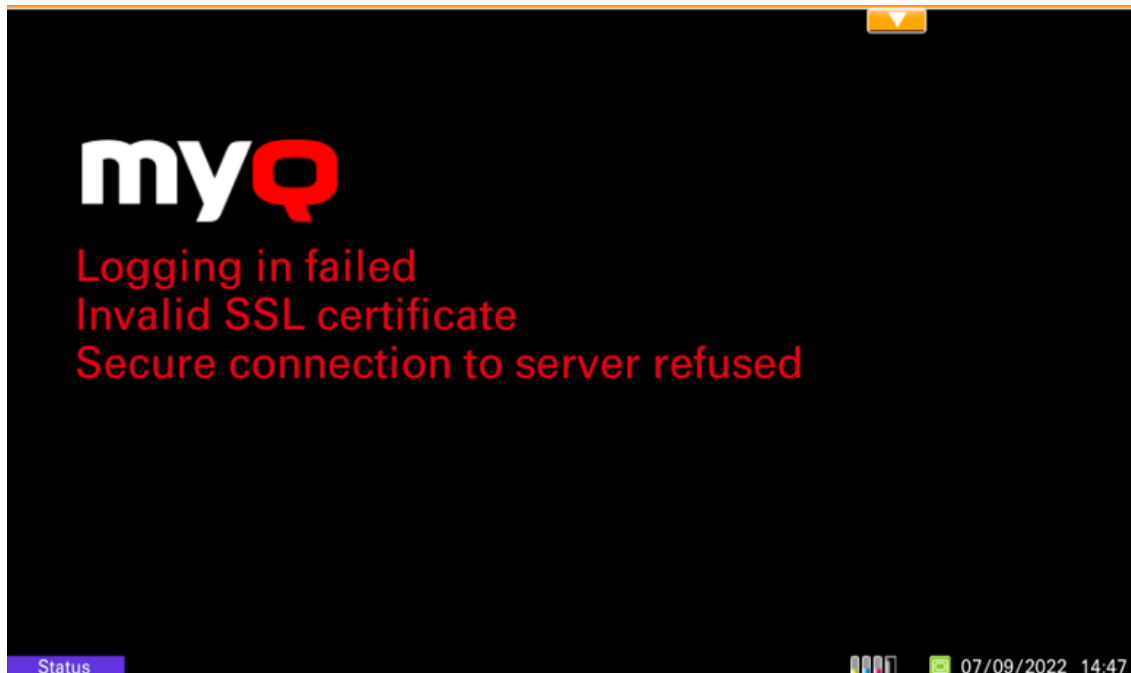 myQ
Logging in failed
Invalid SSL certificate
Secure connection to server refused
Status 07/09/2022 14:47